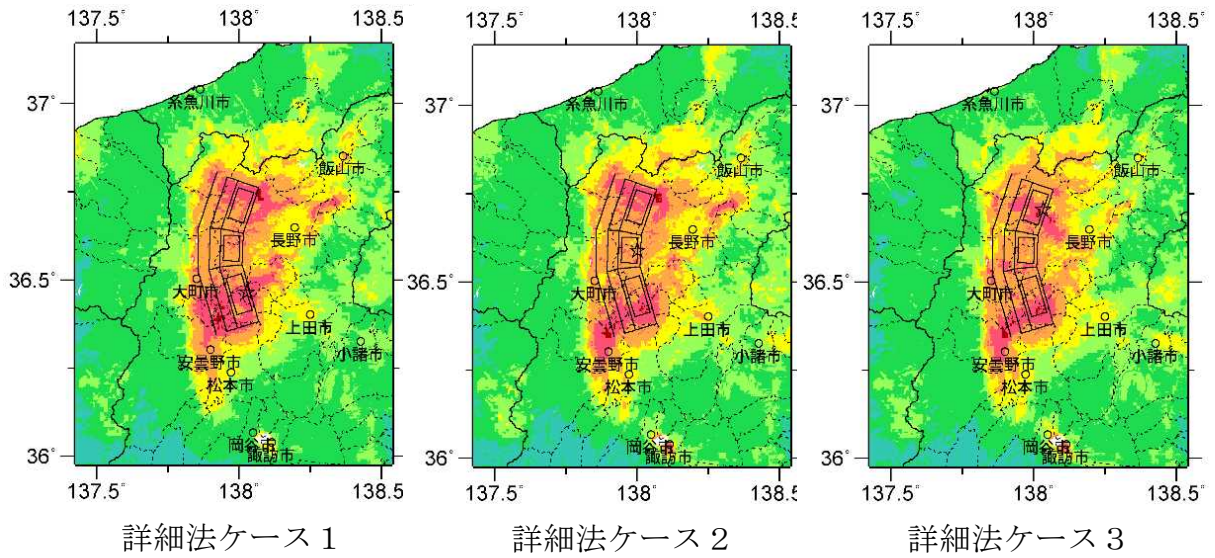 137.5° 138° 138.5°
37°
36.5°
36°
糸魚川市
飯山市
長野市
大町市
上田市
小諸市
安曇野市
松本市
岡谷市
諏訪市
137.5° 138° 138.5°
詳細法ケース1
137.5° 138° 138.5°
37°
36.5°
36°
糸魚川市
飯山市
長野市
大町市
上田市
小諸市
安曇野市
松本市
岡谷市
諏訪市
137.5° 138° 138.5°
詳細法ケース2
137.5° 138° 138.5°
37°
36.5°
36°
糸魚川市
飯山市
長野市
大町市
上田市
小諸市
安曇野市
松本市
岡谷市
諏訪市
137.5° 138° 138.5°
詳細法ケース3